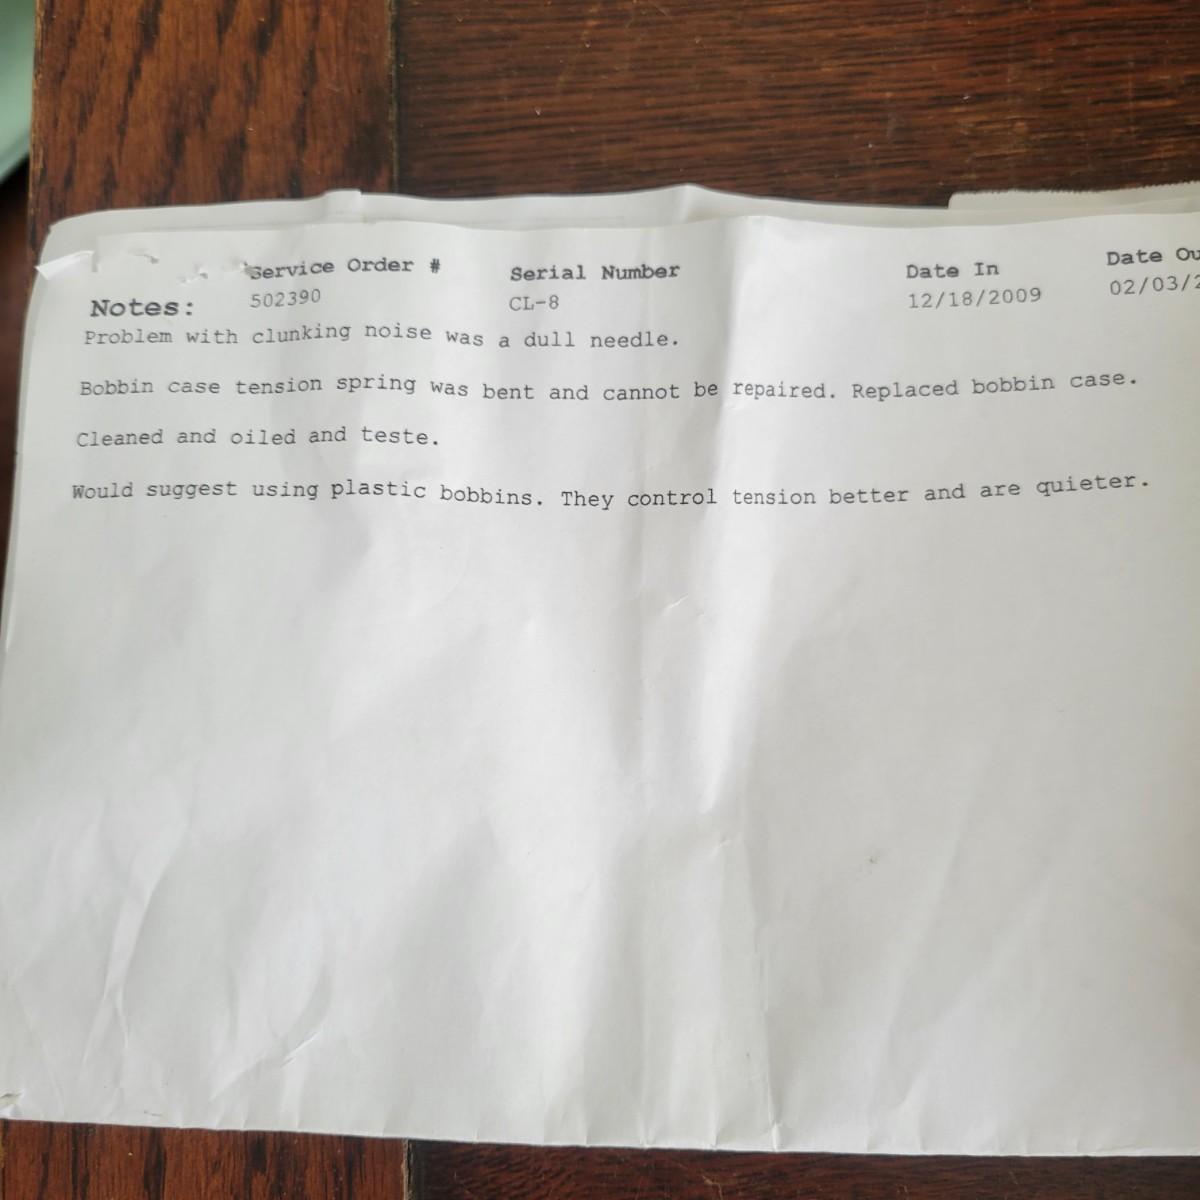 Service Order # Serial Number Date In Date Ou
Notes: 502390 CL-8 12/18/2009 02/03/2
Problem with clunking noise was a dull needle.
Bobbin case tension spring was bent and cannot be repaired. Replaced bobbin case.
Cleaned and oiled and teste.
Would suggest using plastic bobbins. They control tension better and are quieter.